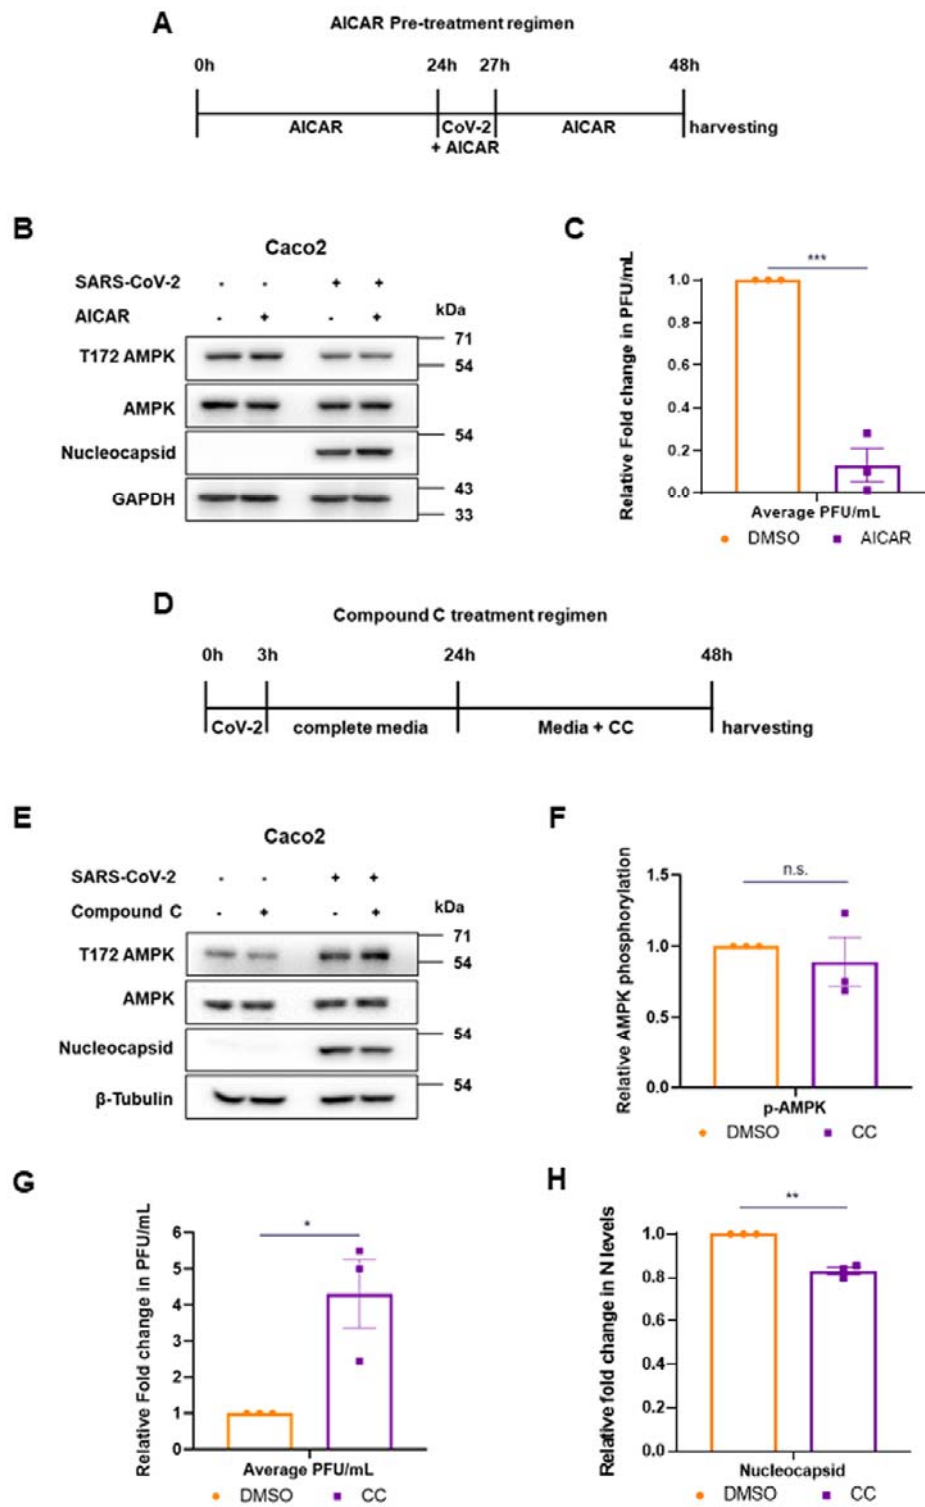 A
AICAR Pre-treatment regimen
0h 24h 27h 48h
AICAR CoV-2 AICAR harvesting
+ AICAR
B
Caco2
SARS-CoV-2 - - + +
AICAR - + - + kDa
T172 AMPK 71
54
AMPK
Nucleocapsid 54
GAPDH 43
33
C
Relative Fold change in PFU/mL
***
1.0
0.8
0.6
0.4
0.2
0.0
Average PFU/mL
DMSO AICAR
D
Compound C treatment regimen
0h 3h 24h 48h
CoV-2 complete media Media + CC harvesting
E
Caco2
SARS-CoV-2 - - + +
Compound C - + - + kDa
T172 AMPK 71
54
AMPK
Nucleocapsid 54
β-Tubulin 54
F
Relative AMPK phosphorylation
n.s.
1.5
1.0
0.5
0.0
p-AMPK
DMSO CC
G
Relative Fold change in PFU/mL
*
6
5
4
3
2
1
0
Average PFU/mL
DMSO CC
H
Relative fold change in N levels
**
1.0
0.8
0.6
0.4
0.2
0.0
Nucleocapsid
DMSO CC